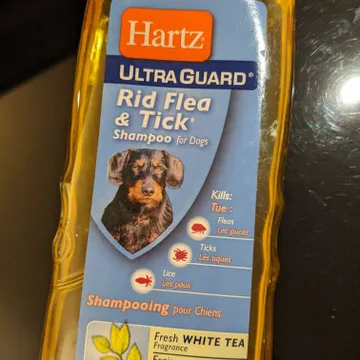 Hartz
ULTRA GUARD®
Rid Flea
& Tick®
Shampoo for Dogs
Kills:
Tue :
Fleas
Les puces
Ticks
Les tiques
Lice
Les poux
Shampooing pour Chiens
Fresh WHITE TEA
Fragrance